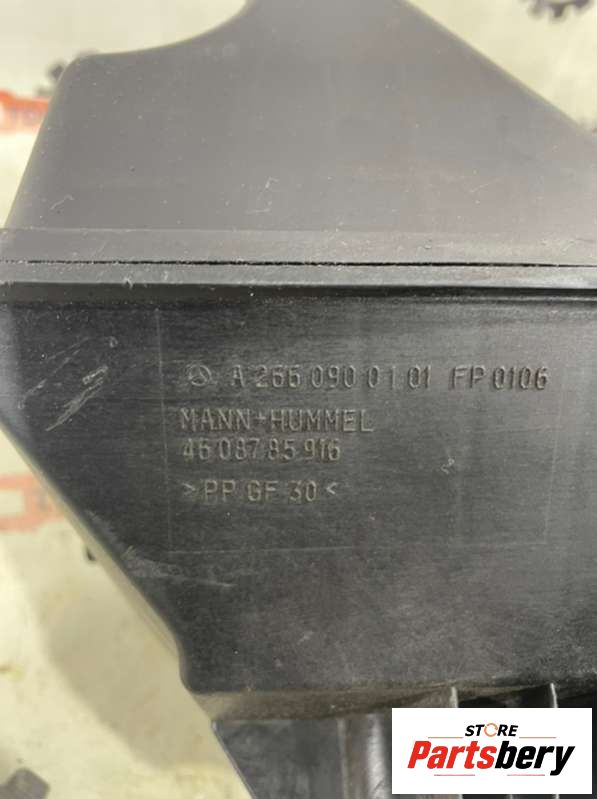 A 266 090 01 01 FP 0106
MANN+HUMMEL
46 087 85 916
>PP GF 30<
STORE
Partsbery